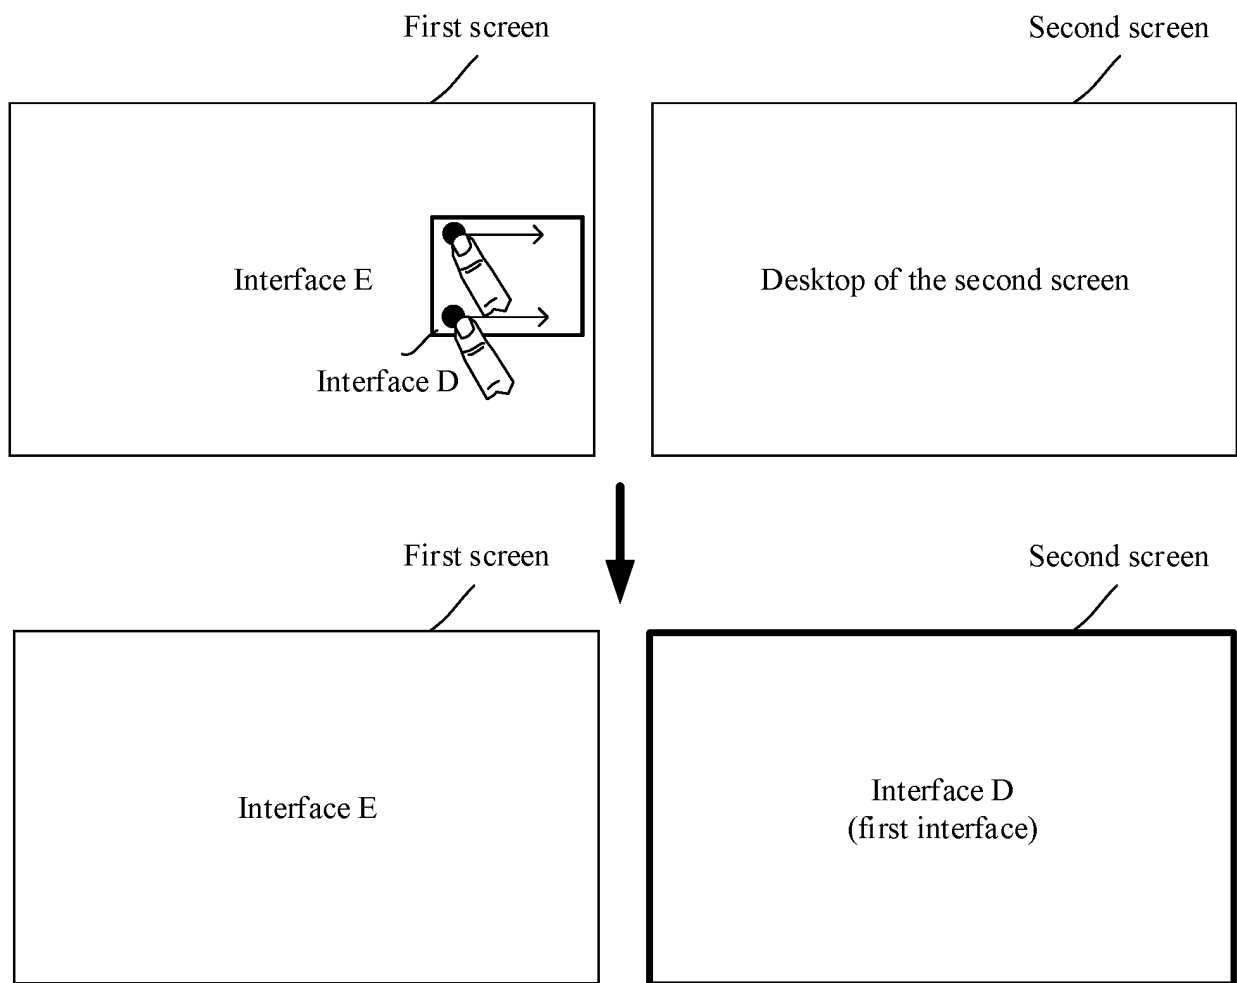 First screen
Second screen
Interface E
Desktop of the second screen
Interface D
First screen
Second screen
Interface E
Interface D
(first interface)